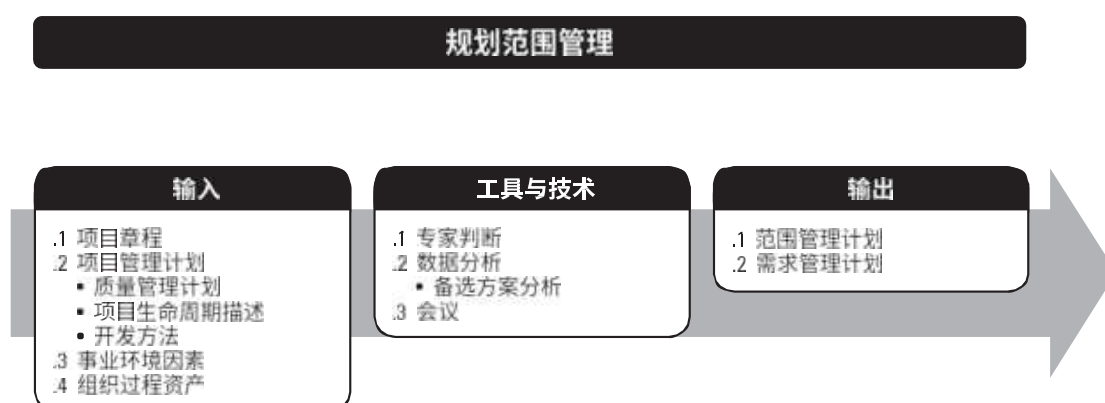 规划范围管理
输入
.1 项目章程
.2 项目管理计划
• 质量管理计划
• 项目生命周期描述
• 开发方法
.3 事业环境因素
.4 组织过程资产
工具与技术
.1 专家判断
.2 数据分析
• 备选方案分析
.3 会议
输出
.1 范围管理计划
.2 需求管理计划